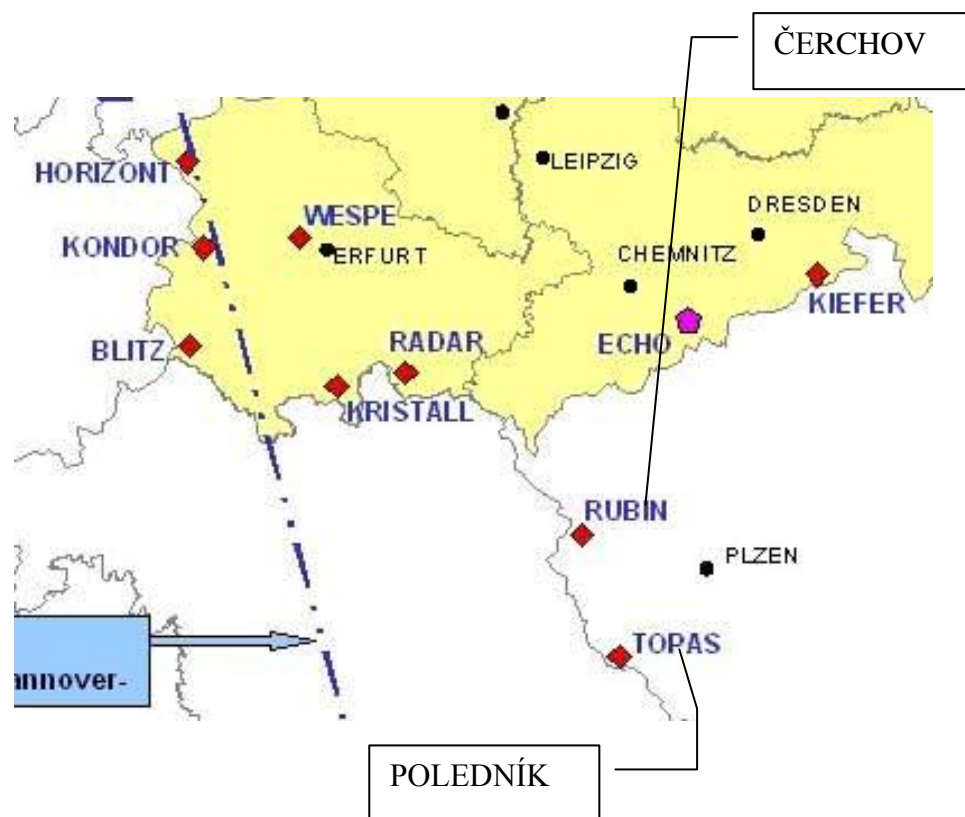 ČERCHOV
LEIPZIG
HORIZONT
WESPE
DRESDEN
KONDOR
ERFURT
CHEMNITZ
KIEFER
BLITZ
RADAR
ECHO
KRISTALL
RUBIN
PLZEN
TOPAS
annover-
POLEDNÍK